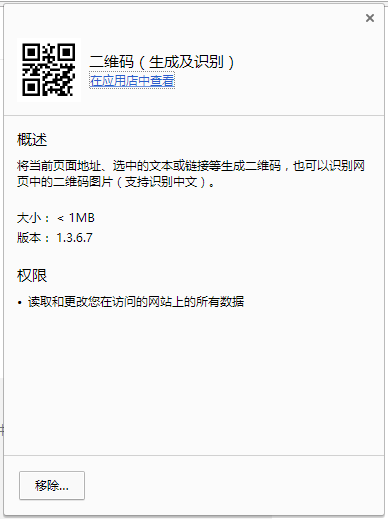 二维码（生成及识别）
在应用店中查看
概述
将当前页面地址、选中的文本或链接等生成二维码，也可以识别网
页中的二维码图片（支持识别中文）。
大小： < 1MB
版本： 1.3.6.7
权限
• 读取和更改您在访问的网站上的所有数据
移除...